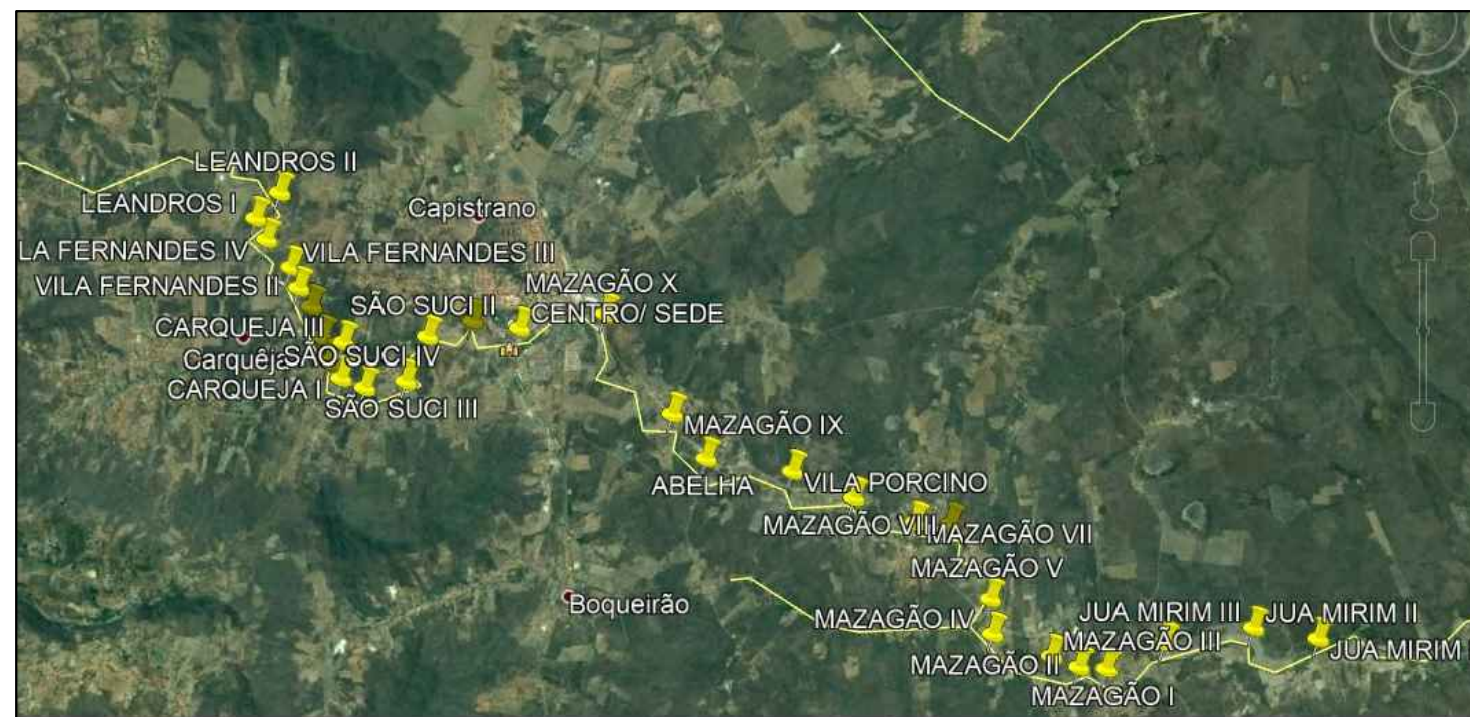 LEANDROS II
LEANDROS I
Capistrano
LA FERNANDES IV
VILA FERNANDES III
VILA FERNANDES II
MAZAGÃO X
SÃO SUCI II
CENTRO/ SEDE
CARQUEJA III
Carquêja
SÃO SUCI IV
CARQUEJA I
SÃO SUCI III
MAZAGÃO IX
ABELHA
VILA PORCINO
MAZAGÃO VIII
MAZAGÃO VII
MAZAGÃO V
Boqueirão
MAZAGÃO IV
JUA MIRIM III
JUA MIRIM II
MAZAGÃO III
JUA MIRIM I
MAZAGÃO II
MAZAGÃO I